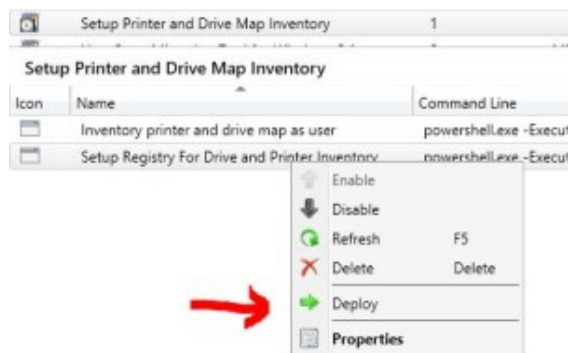 Setup Printer and Drive Map Inventory 1
Setup Printer and Drive Map Inventory
Icon Name Command Line
Inventory printer and drive map as user powershell.exe -Execut
Setup Registry For Drive and Printer Inventory powershell.exe -Execut
Enable
Disable
Refresh F5
Delete Delete
Deploy
Properties